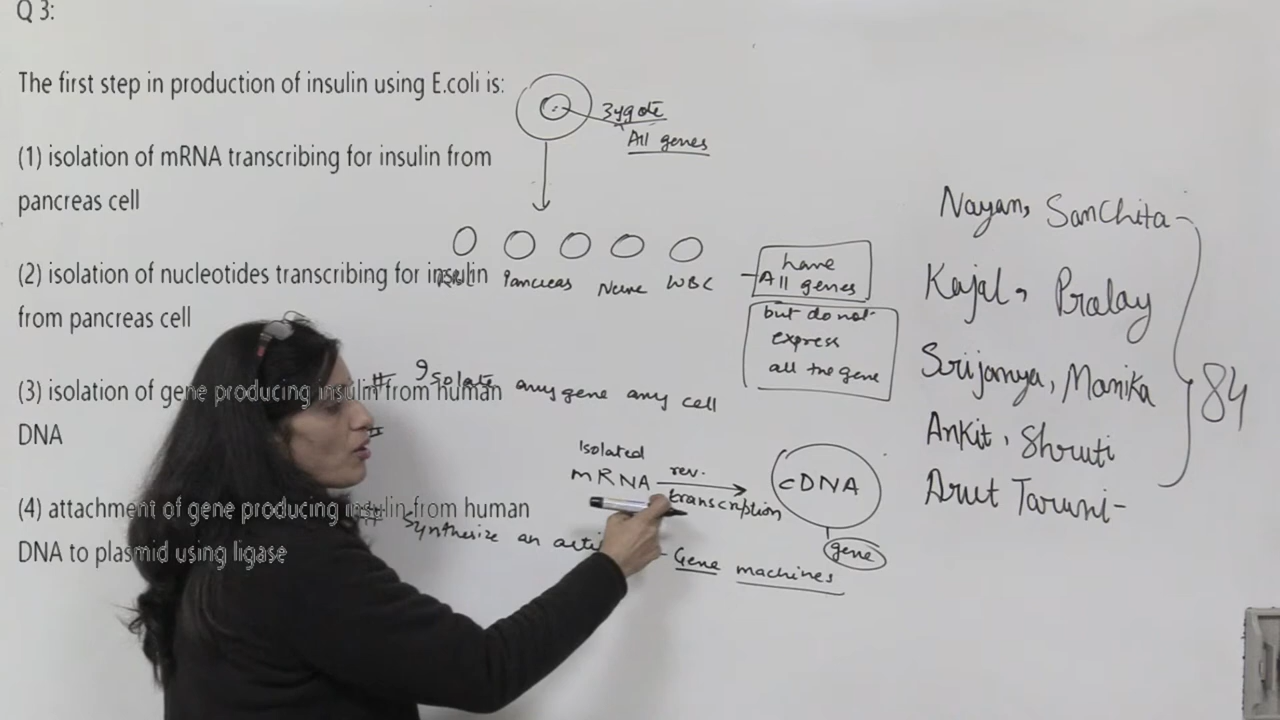 Q 3:
The first step in production of insulin using E.coli is:
(1) isolation of mRNA transcribing for insulin from
pancreas cell
(2) isolation of nucleotides transcribing for insulin
from pancreas cell
(3) isolation of gene producing insulin from human
DNA
(4) attachment of gene producing insulin from human
DNA to plasmid using ligase
Zygote
All genes
Pancreas Nerve WBC
have
All genes
but do not
express
all the gene
Isolate any gene any cell
II
Isolated
mRNA rev. transcription cDNA
gene
Synthesize an
Gene machines
Nayan, Sanchita
Kajal, Pralay
Srijanya, Manika
Ankit, Shruti
Arut Taruni
84